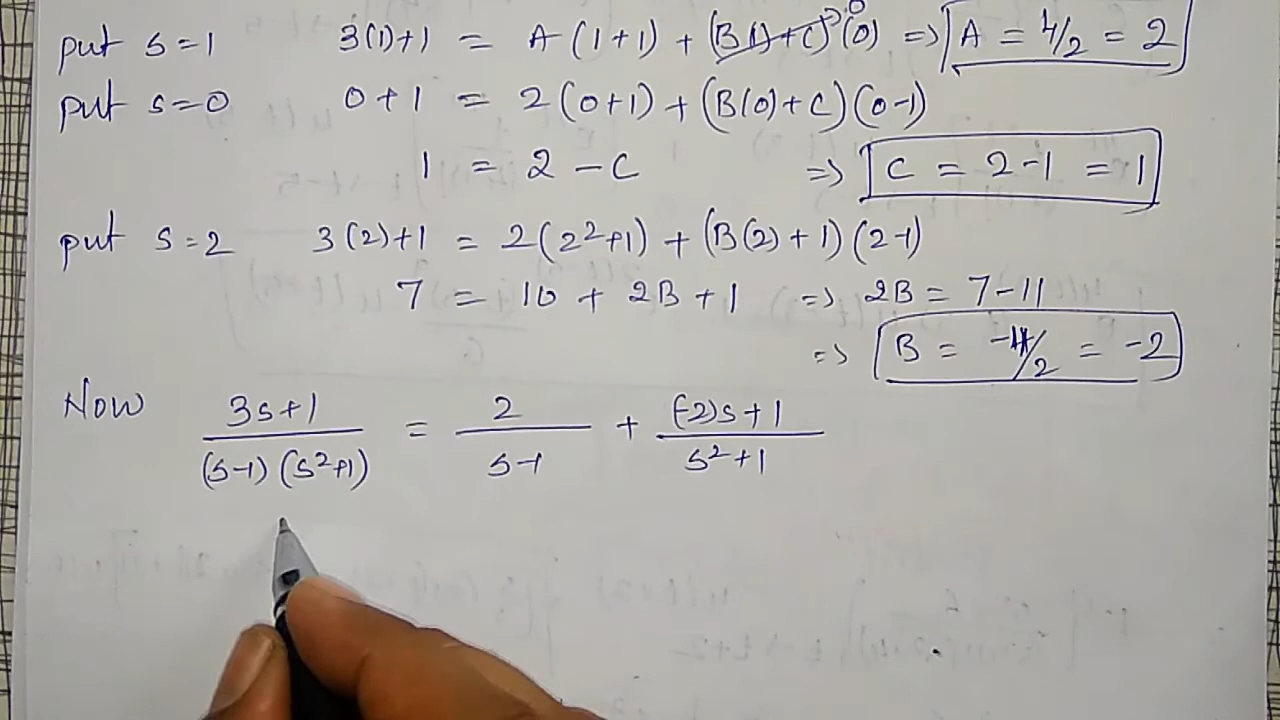 put s=1 3(1)+1 = A(1+1) + (B(1)+C)(0) => A = 4/2 = 2
put s=0 0+1 = 2(0+1) + (B(0)+C)(0-1)
1 = 2 - C => C = 2-1 = 1
put s=2 3(2)+1 = 2(2²+1) + (B(2)+1)(2-1)
7 = 10 + 2B + 1 => 2B = 7-11
=> B = -4/2 = -2
Now 3s+1/(s-1)(s²+1) = 2/s-1 + (-2)s+1/s²+1